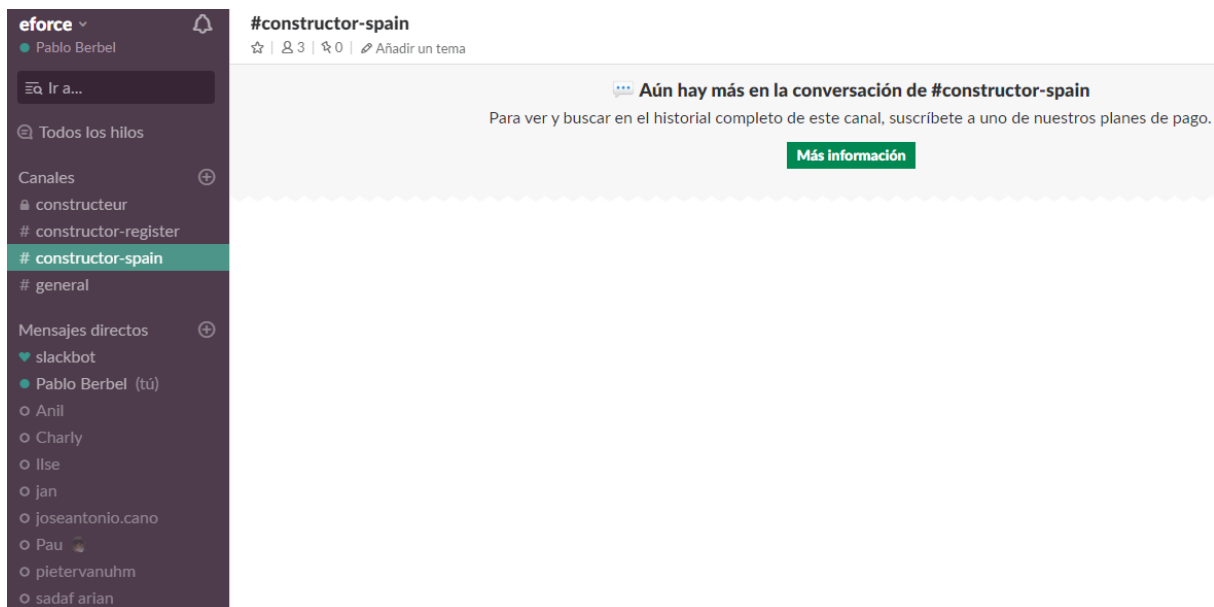 eforce
Pablo Berbel
Ir a...
Todos los hilos
Canales
constructeur
# constructor-register
# constructor-spain
# general
Mensajes directos
slackbot
Pablo Berbel (tú)
Anil
Charly
Ilse
jan
joseantonio.cano
Pau
pietervanuhm
sadaf arian
#constructor-spain
3 | 0 | Añadir un tema
Aún hay más en la conversación de #constructor-spain
Para ver y buscar en el historial completo de este canal, suscríbete a uno de nuestros planes de pago.
Más información